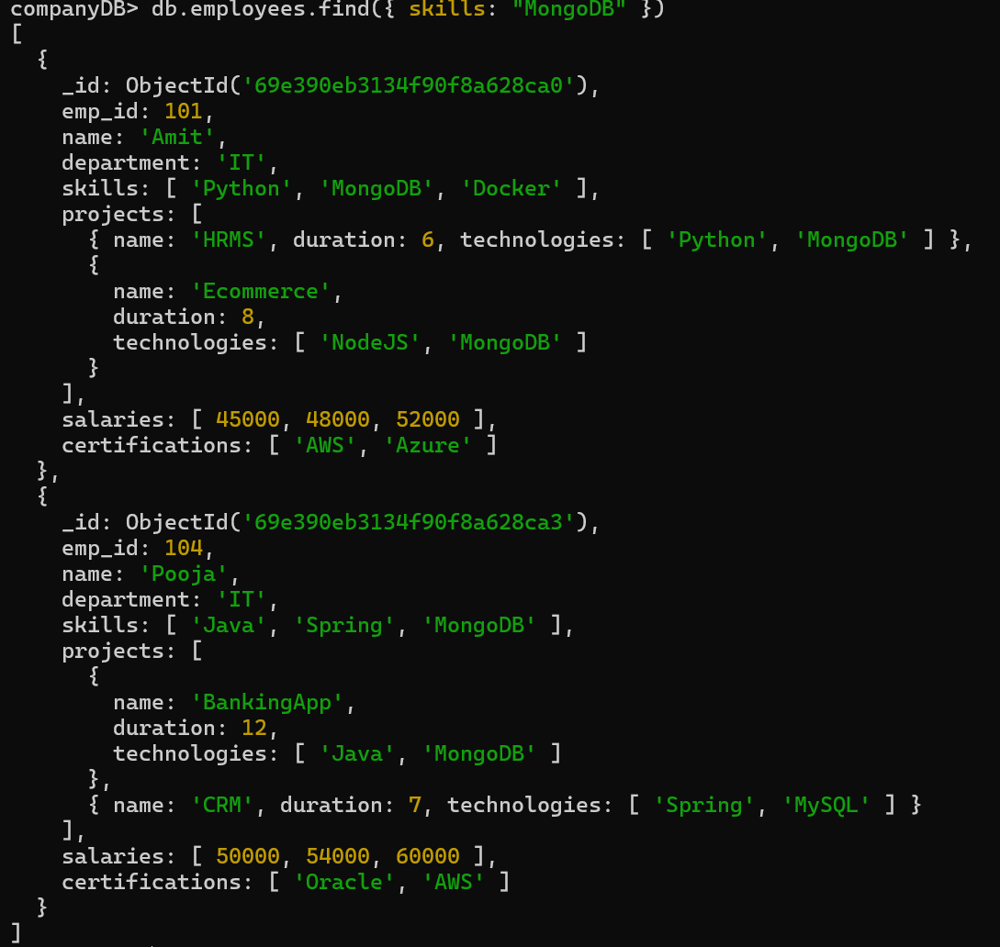 companyDB> db.employees.find({ skills: "MongoDB" })
[
  {
    _id: ObjectId('69e390eb3134f90f8a628ca0'),
    emp_id: 101,
    name: 'Amit',
    department: 'IT',
    skills: [ 'Python', 'MongoDB', 'Docker' ],
    projects: [
      { name: 'HRMS', duration: 6, technologies: [ 'Python', 'MongoDB' ] },
      {
        name: 'Ecommerce',
        duration: 8,
        technologies: [ 'NodeJS', 'MongoDB' ]
      }
    ],
    salaries: [ 45000, 48000, 52000 ],
    certifications: [ 'AWS', 'Azure' ]
  },
  {
    _id: ObjectId('69e390eb3134f90f8a628ca3'),
    emp_id: 104,
    name: 'Pooja',
    department: 'IT',
    skills: [ 'Java', 'Spring', 'MongoDB' ],
    projects: [
      {
        name: 'BankingApp',
        duration: 12,
        technologies: [ 'Java', 'MongoDB' ]
      },
      { name: 'CRM', duration: 7, technologies: [ 'Spring', 'MySQL' ] }
    ],
    salaries: [ 50000, 54000, 60000 ],
    certifications: [ 'Oracle', 'AWS' ]
  }
]